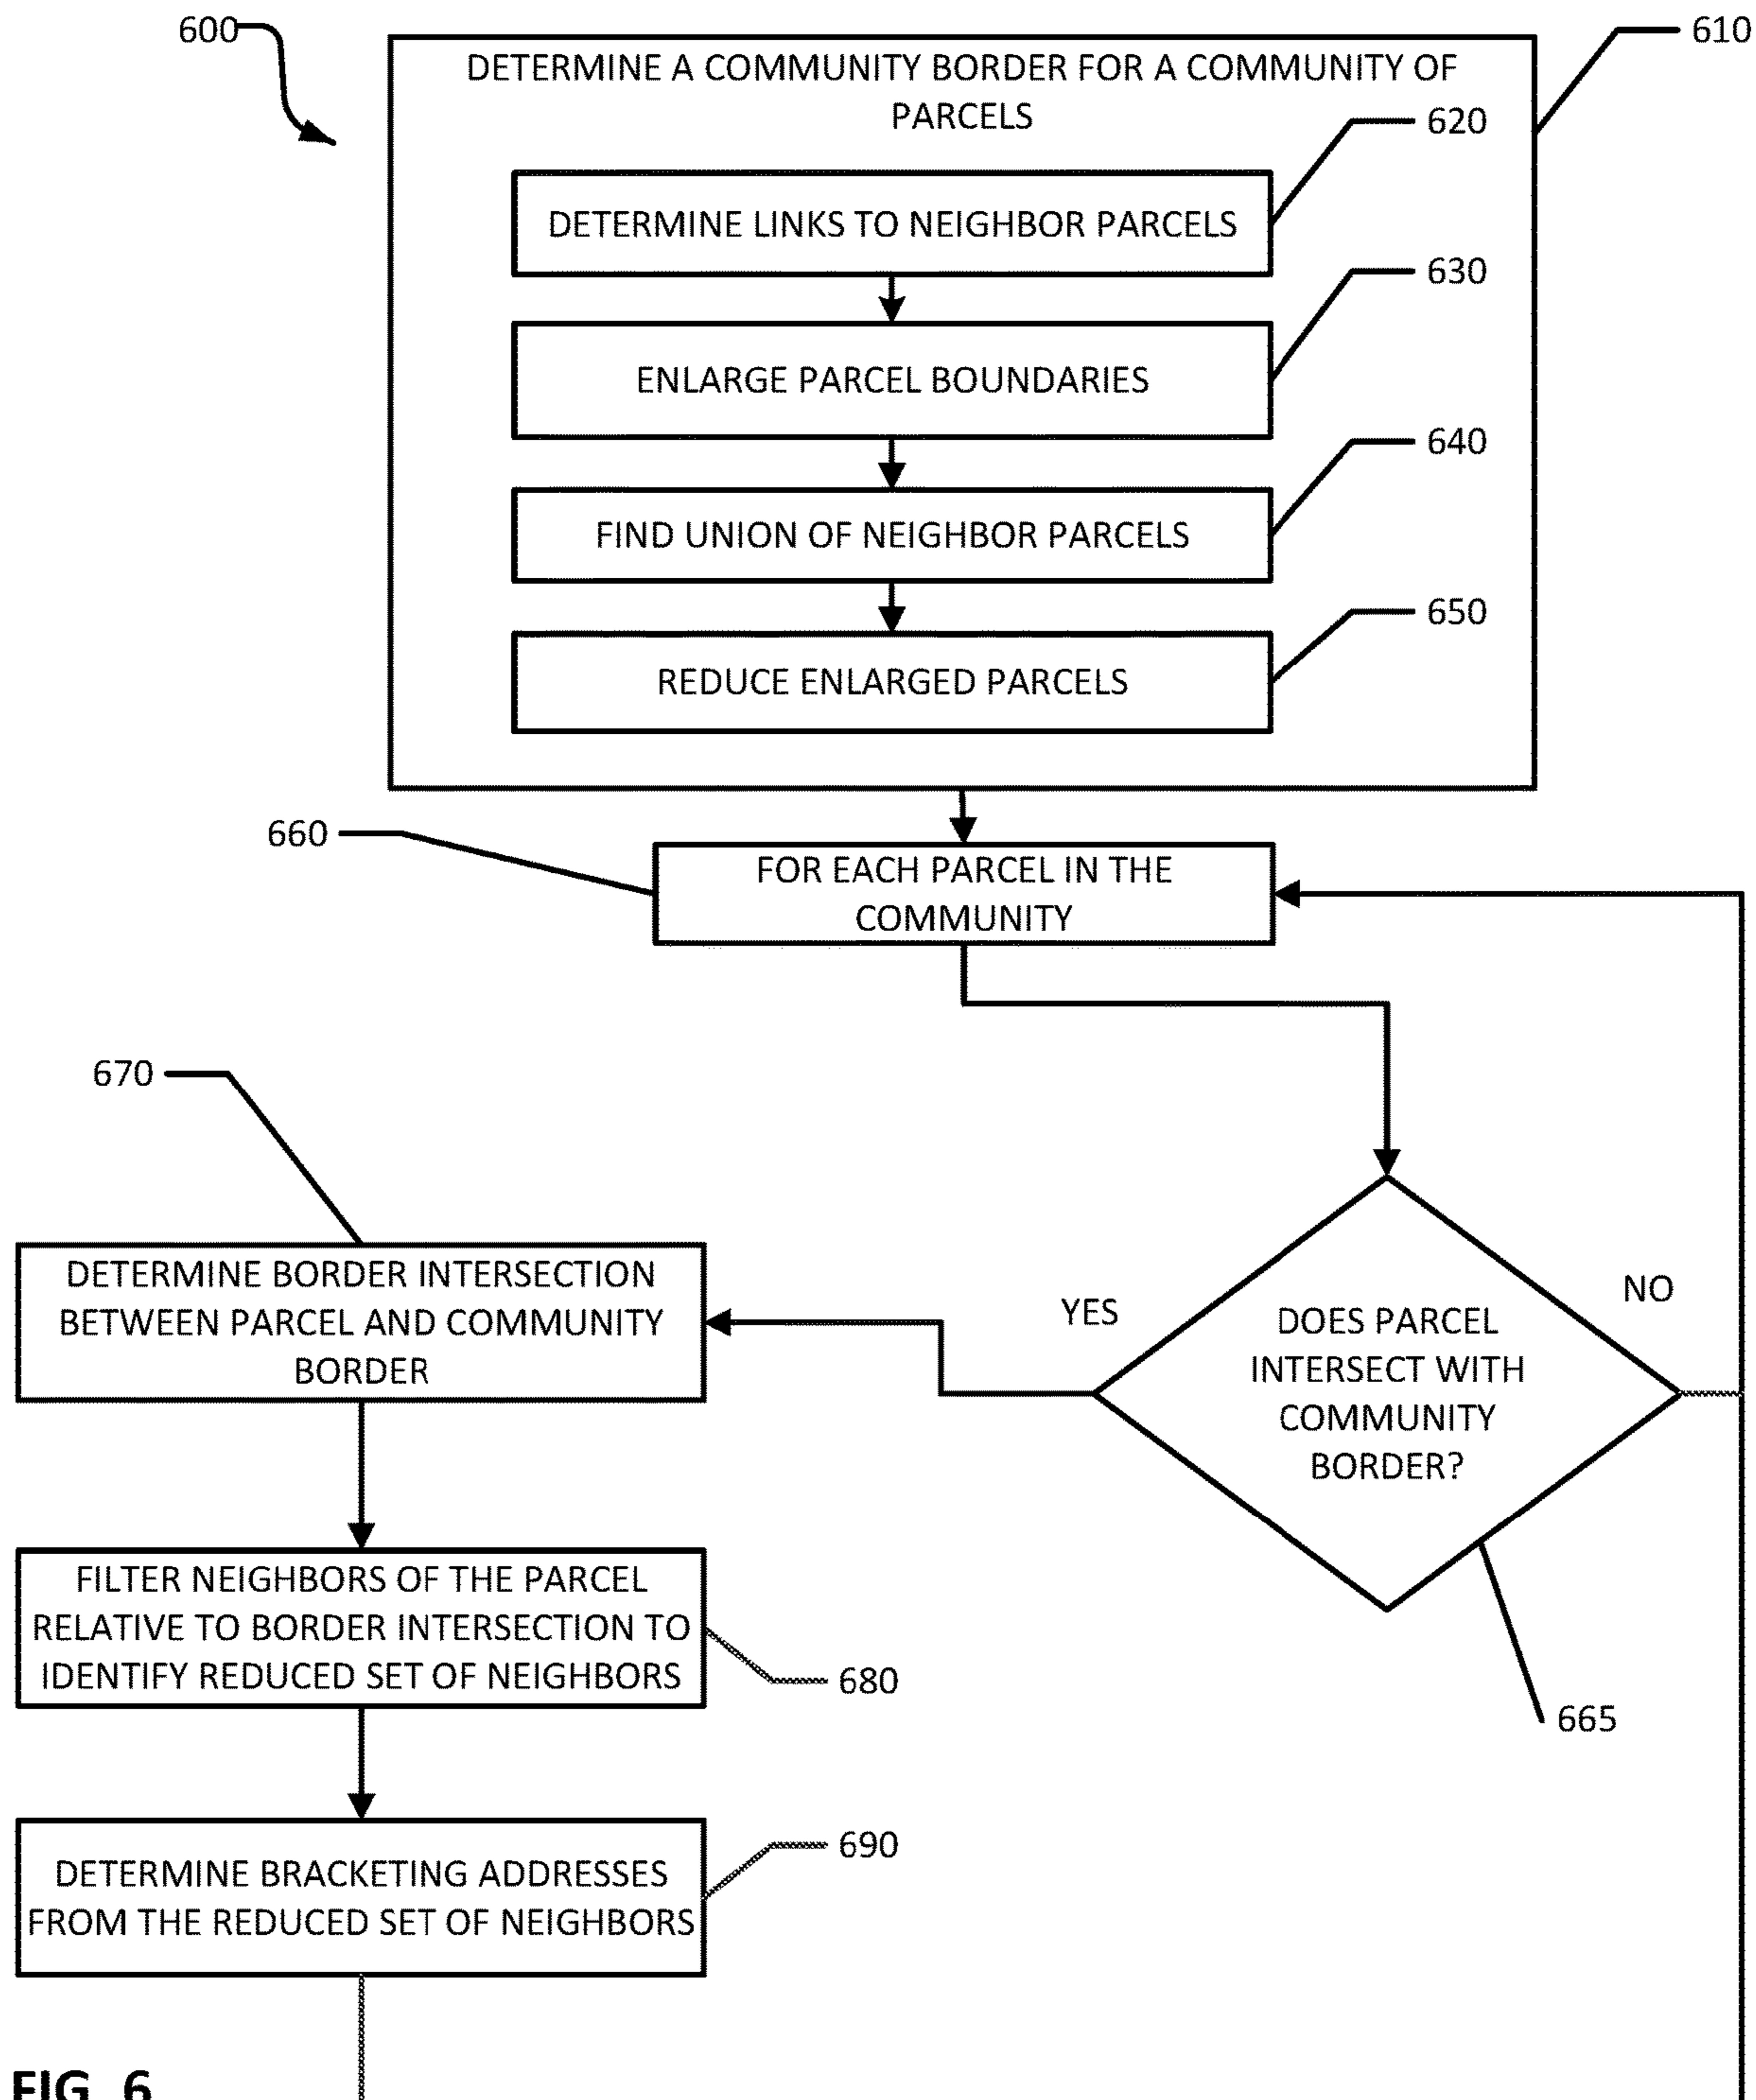 600
610
DETERMINE A COMMUNITY BORDER FOR A COMMUNITY OF
PARCELS
620
DETERMINE LINKS TO NEIGHBOR PARCELS
630
ENLARGE PARCEL BOUNDARIES
640
FIND UNION OF NEIGHBOR PARCELS
650
REDUCE ENLARGED PARCELS
660
FOR EACH PARCEL IN THE
COMMUNITY
670
DETERMINE BORDER INTERSECTION
BETWEEN PARCEL AND COMMUNITY
BORDER
YES
NO
DOES PARCEL
INTERSECT WITH
COMMUNITY
BORDER?
FILTER NEIGHBORS OF THE PARCEL
RELATIVE TO BORDER INTERSECTION TO
IDENTIFY REDUCED SET OF NEIGHBORS
680
665
690
DETERMINE BRACKETING ADDRESSES
FROM THE REDUCED SET OF NEIGHBORS
FIG. 6